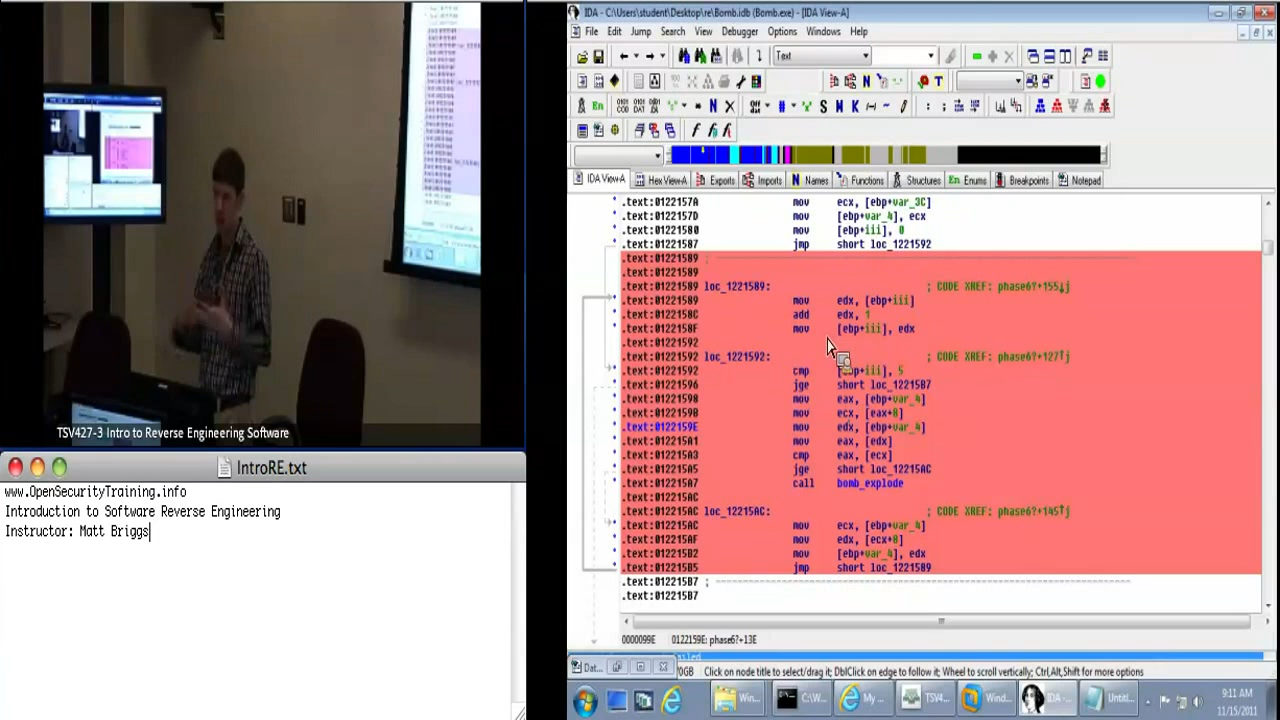 TSV427-3 Intro to Reverse Engineering Software
IntroRE.txt
www.OpenSecurityTraining.info
Introduction to Software Reverse Engineering
Instructor: Matt Briggs
IDA - C:\Users\student\Desktop\re\Bomb.idb (Bomb.exe) - [IDA View-A]
File Edit Jump Search View Debugger Options Windows Help
Text
IDA View-A Hex View-A Exports Imports N Names Structures En Enums Breakpoints Notepad
.text:0122157A mov ecx, [ebp+var_3C]
.text:0122157D mov [ebp+var_4], ecx
.text:01221580 mov [ebp+iii], 0
.text:01221587 jmp short loc_1221592
.text:01221589 ; ---------------------------------------------------------------------------
.text:01221589
.text:01221589 loc_1221589: ; CODE XREF: phase6?+155↓j
.text:01221589 mov edx, [ebp+iii]
.text:0122158C add edx, 1
.text:0122158F mov [ebp+iii], edx
.text:01221592
.text:01221592 loc_1221592: ; CODE XREF: phase6?+127↑j
.text:01221592 cmp [ebp+iii], 5
.text:01221596 jge short loc_12215B7
.text:01221598 mov eax, [ebp+var_4]
.text:0122159B mov ecx, [eax+8]
.text:0122159E mov edx, [ebp+var_4]
.text:012215A1 mov eax, [edx]
.text:012215A3 cmp eax, [ecx]
.text:012215A5 jge short loc_12215AC
.text:012215A7 call bomb_explode
.text:012215AC
.text:012215AC loc_12215AC: ; CODE XREF: phase6?+145↑j
.text:012215AC mov ecx, [ebp+var_4]
.text:012215AF mov edx, [ecx+8]
.text:012215B2 mov [ebp+var_4], edx
.text:012215B5 jmp short loc_1221589
.text:012215B7 ; ---------------------------------------------------------------------------
.text:012215B7
0000099E 0122159E: phase6?+13E
Dat... 70GB Click on node title to select/drag it; DblClick on edge to follow it; Wheel to scroll vertically; Ctrl,Alt,Shift for more options
Win... C:\W... My ... TSV4... Wind... IDA -... Untitl...
9:11 AM
11/15/2011